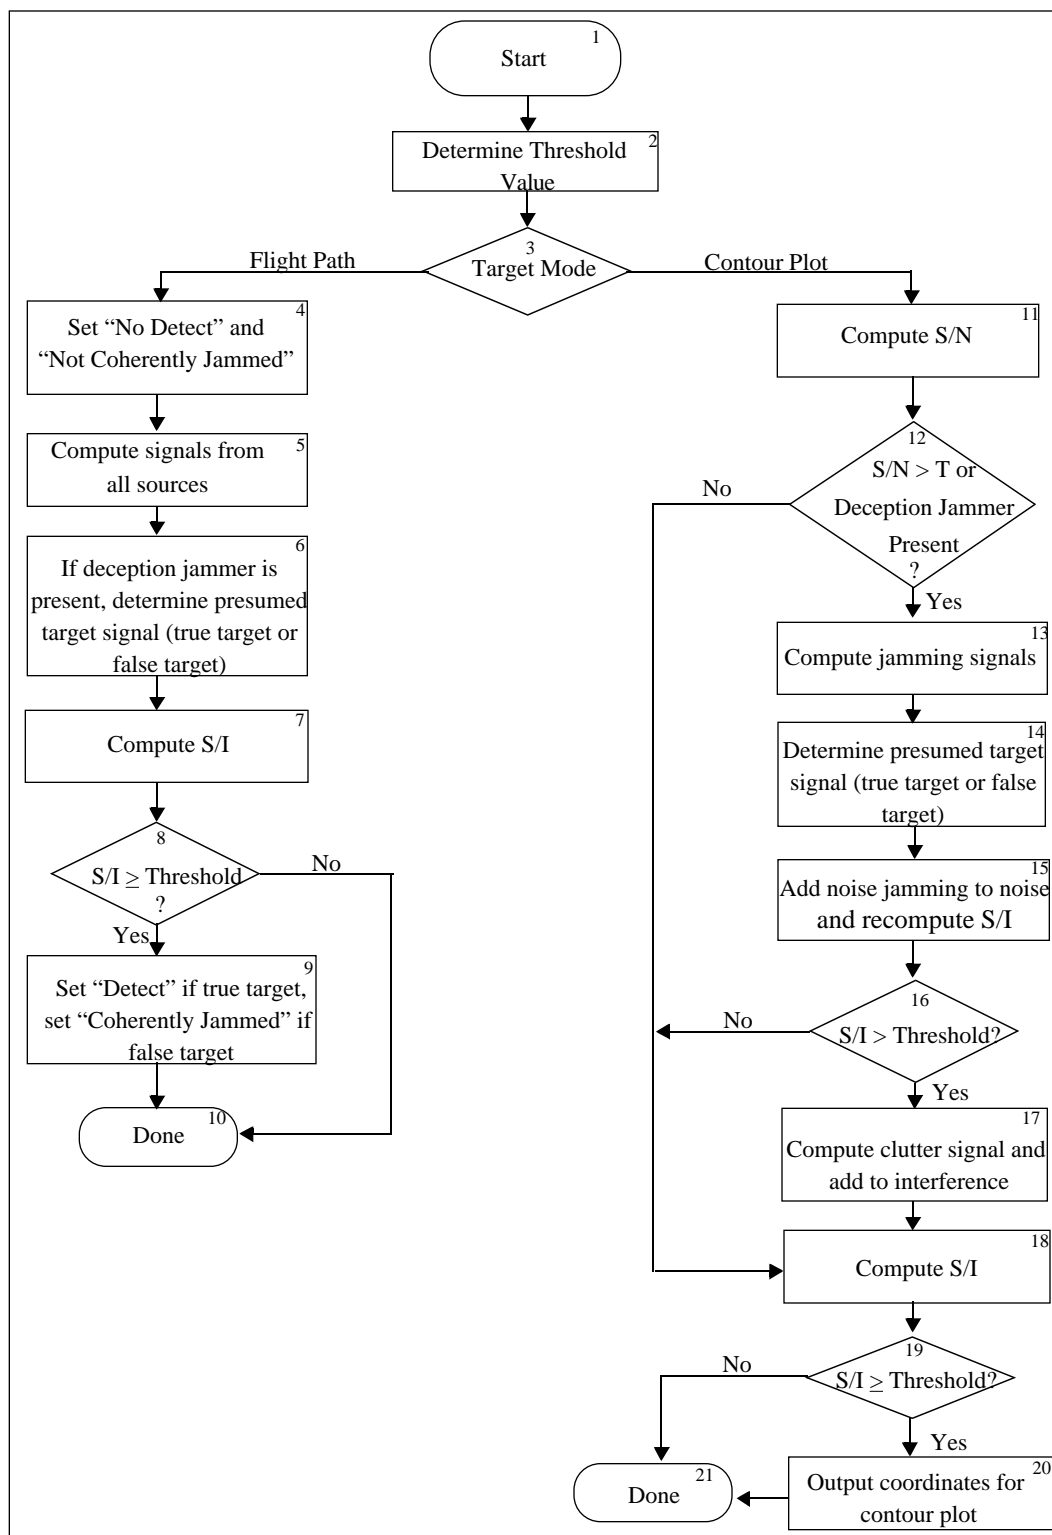 1
Start
2
Determine Threshold
Value
3
Target Mode
Flight Path
Contour Plot
4
Set “No Detect” and
“Not Coherently Jammed”
5
Compute signals from
all sources
6
If deception jammer is
present, determine presumed
target signal (true target or
false target)
7
Compute S/I
8
S/I ≥ Threshold
?
No
Yes
9
Set “Detect” if true target,
set “Coherently Jammed” if
false target
10
Done
11
Compute S/N
12
S/N > T or
Deception Jammer
Present
?
No
Yes
13
Compute jamming signals
14
Determine presumed target
signal (true target or false
target)
15
Add noise jamming to noise
and recompute S/I
16
S/I > Threshold?
No
Yes
17
Compute clutter signal and
add to interference
18
Compute S/I
19
S/I ≥ Threshold?
No
Yes
20
Output coordinates for
contour plot
21
Done